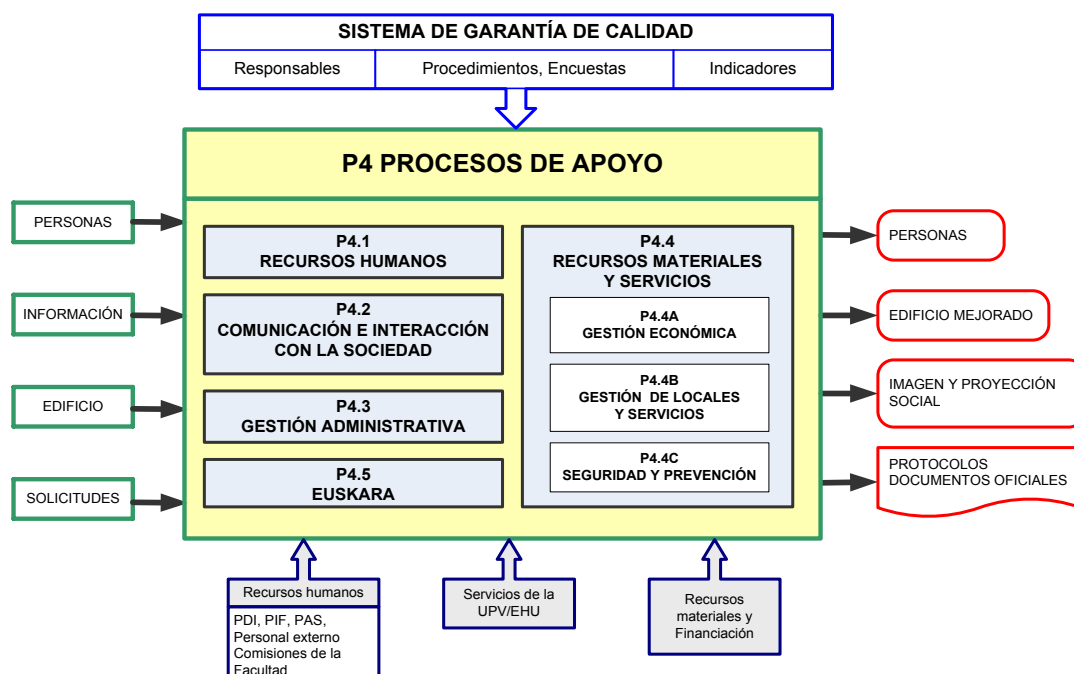 SISTEMA DE GARANTÍA DE CALIDAD
Responsables
Procedimientos, Encuestas
Indicadores
P4 PROCESOS DE APOYO
PERSONAS
INFORMACIÓN
EDIFICIO
SOLICITUDES
P4.1
RECURSOS HUMANOS
P4.2
COMUNICACIÓN E INTERACCIÓN
CON LA SOCIEDAD
P4.3
GESTIÓN ADMINISTRATIVA
P4.5
EUSKARA
P4.4
RECURSOS MATERIALES
Y SERVICIOS
P4.4A
GESTIÓN ECONÓMICA
P4.4B
GESTIÓN DE LOCALES
Y SERVICIOS
P4.4C
SEGURIDAD Y PREVENCIÓN
PERSONAS
EDIFICIO MEJORADO
IMAGEN Y PROYECCIÓN
SOCIAL
PROTOCOLOS
DOCUMENTOS OFICIALES
Recursos humanos
PDI, PIF, PAS,
Personal externo
Comisiones de la
Facultad
Servicios de la
UPV/EHU
Recursos
materiales y
Financiación